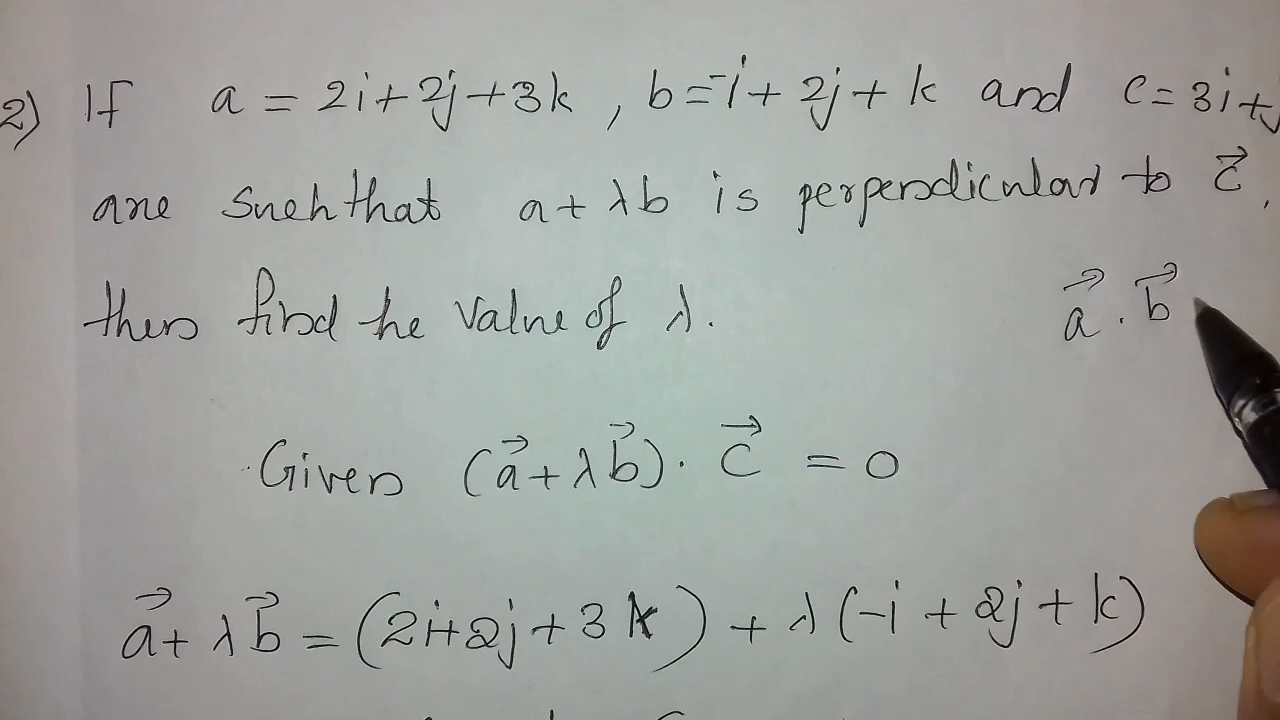 2) If a = 2i + 2j + 3k , b = -i + 2j + k and c = 3i + j
are such that a + λb is perpendicular to c⃗ ,
then find the value of λ.
a⃗ . b⃗
Given (a⃗ + λb⃗) . c⃗ = 0
a⃗ + λb⃗ = (2i + 2j + 3k) + λ(-i + 2j + k)